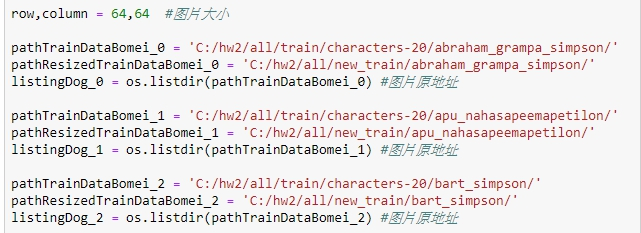 row,column = 64,64  #图片大小
pathTrainDataBomei_0 = 'C:/hw2/all/train/characters-20/abraham_grampa_simpson/'
pathResizedTrainDataBomei_0 = 'C:/hw2/all/new_train/abraham_grampa_simpson/'
listingDog_0 = os.listdir(pathTrainDataBomei_0) #图片原地址
pathTrainDataBomei_1 = 'C:/hw2/all/train/characters-20/apu_nahasapeemapetilon/'
pathResizedTrainDataBomei_1 = 'C:/hw2/all/new_train/apu_nahasapeemapetilon/'
listingDog_1 = os.listdir(pathTrainDataBomei_1) #图片原地址
pathTrainDataBomei_2 = 'C:/hw2/all/train/characters-20/bart_simpson/'
pathResizedTrainDataBomei_2 = 'C:/hw2/all/new_train/bart_simpson/'
listingDog_2 = os.listdir(pathTrainDataBomei_2) #图片原地址